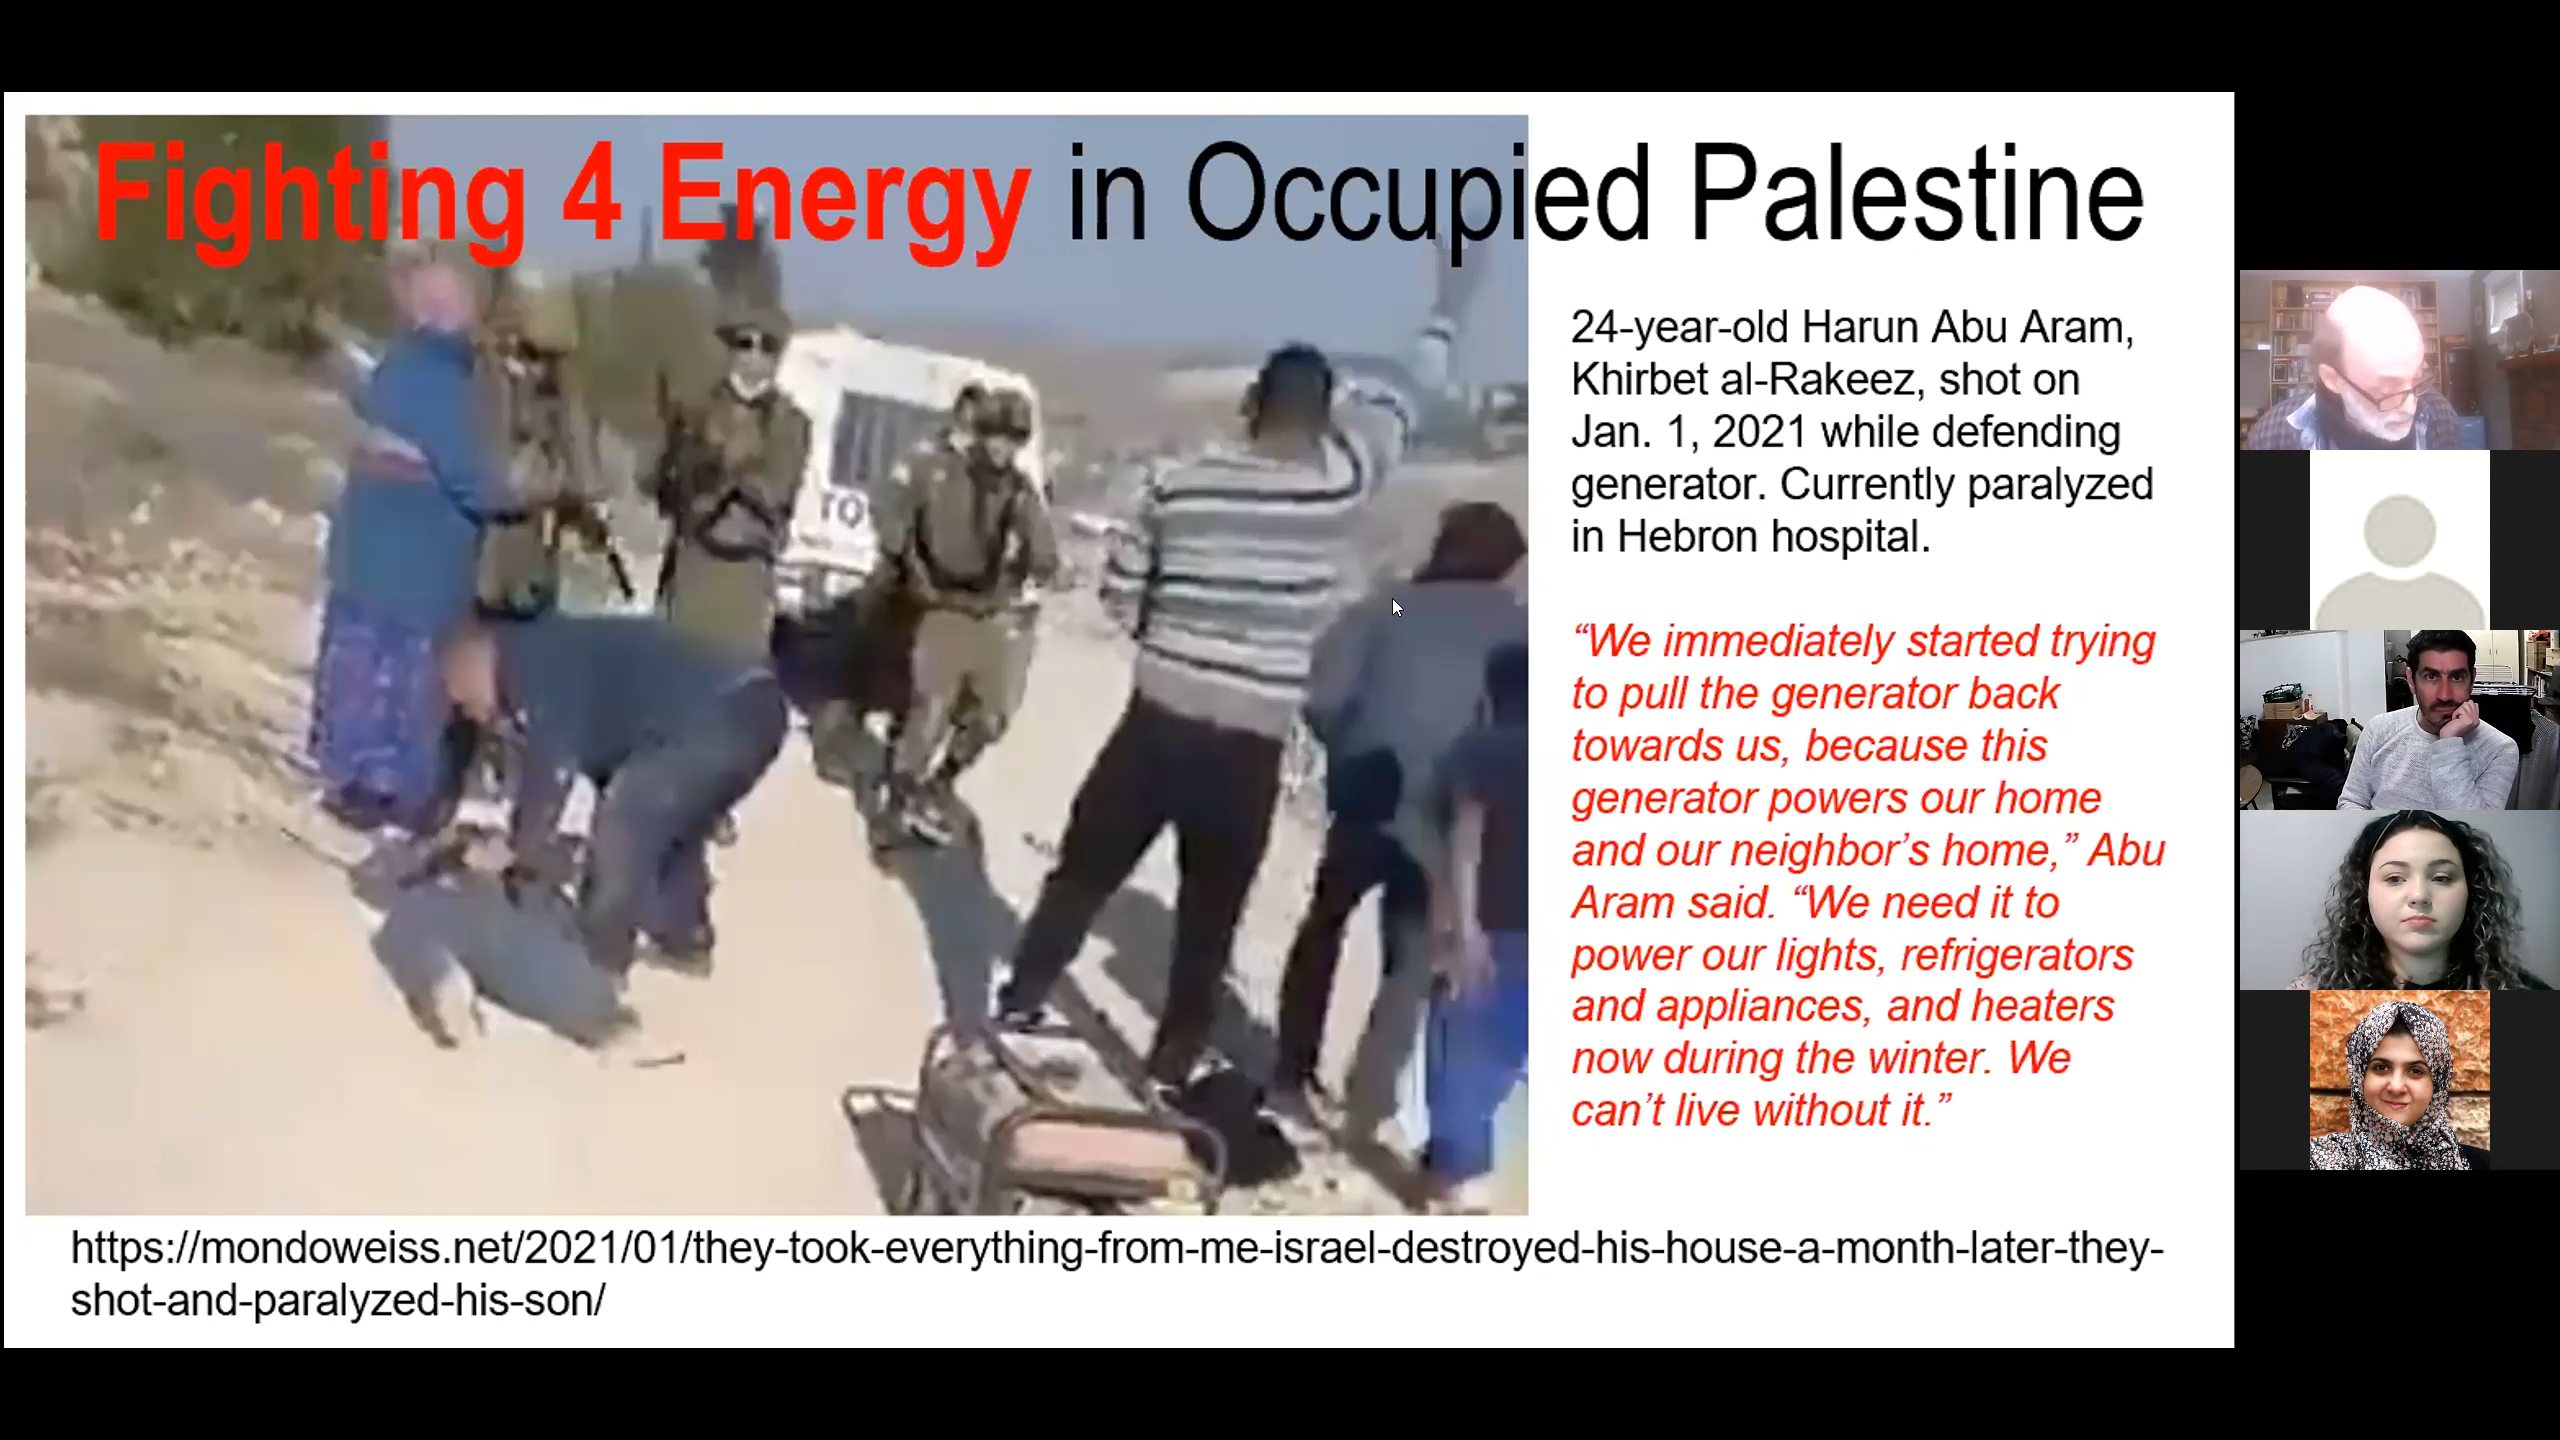 Fighting 4 Energy in Occupied Palestine
24-year-old Harun Abu Aram,
Khirbet al-Rakeez, shot on
Jan. 1, 2021 while defending
generator. Currently paralyzed
in Hebron hospital.
“We immediately started trying
to pull the generator back
towards us, because this
generator powers our home
and our neighbor’s home,” Abu
Aram said. “We need it to
power our lights, refrigerators
and appliances, and heaters
now during the winter. We
can’t live without it.”
TO
https://mondoweiss.net/2021/01/they-took-everything-from-me-israel-destroyed-his-house-a-month-later-they-
shot-and-paralyzed-his-son/